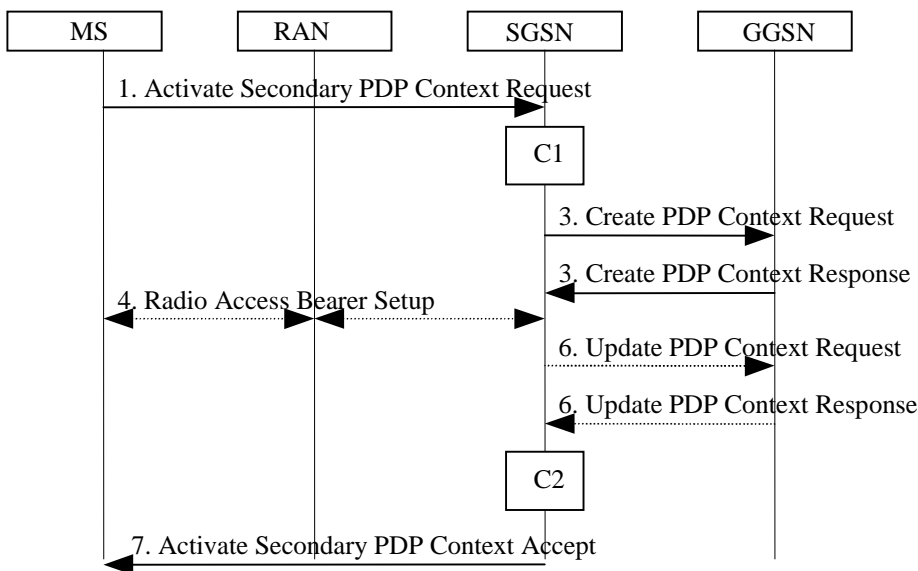 MS
RAN
SGSN
GGSN
1. Activate Secondary PDP Context Request
C1
3. Create PDP Context Request
3. Create PDP Context Response
4. Radio Access Bearer Setup
6. Update PDP Context Request
6. Update PDP Context Response
C2
7. Activate Secondary PDP Context Accept